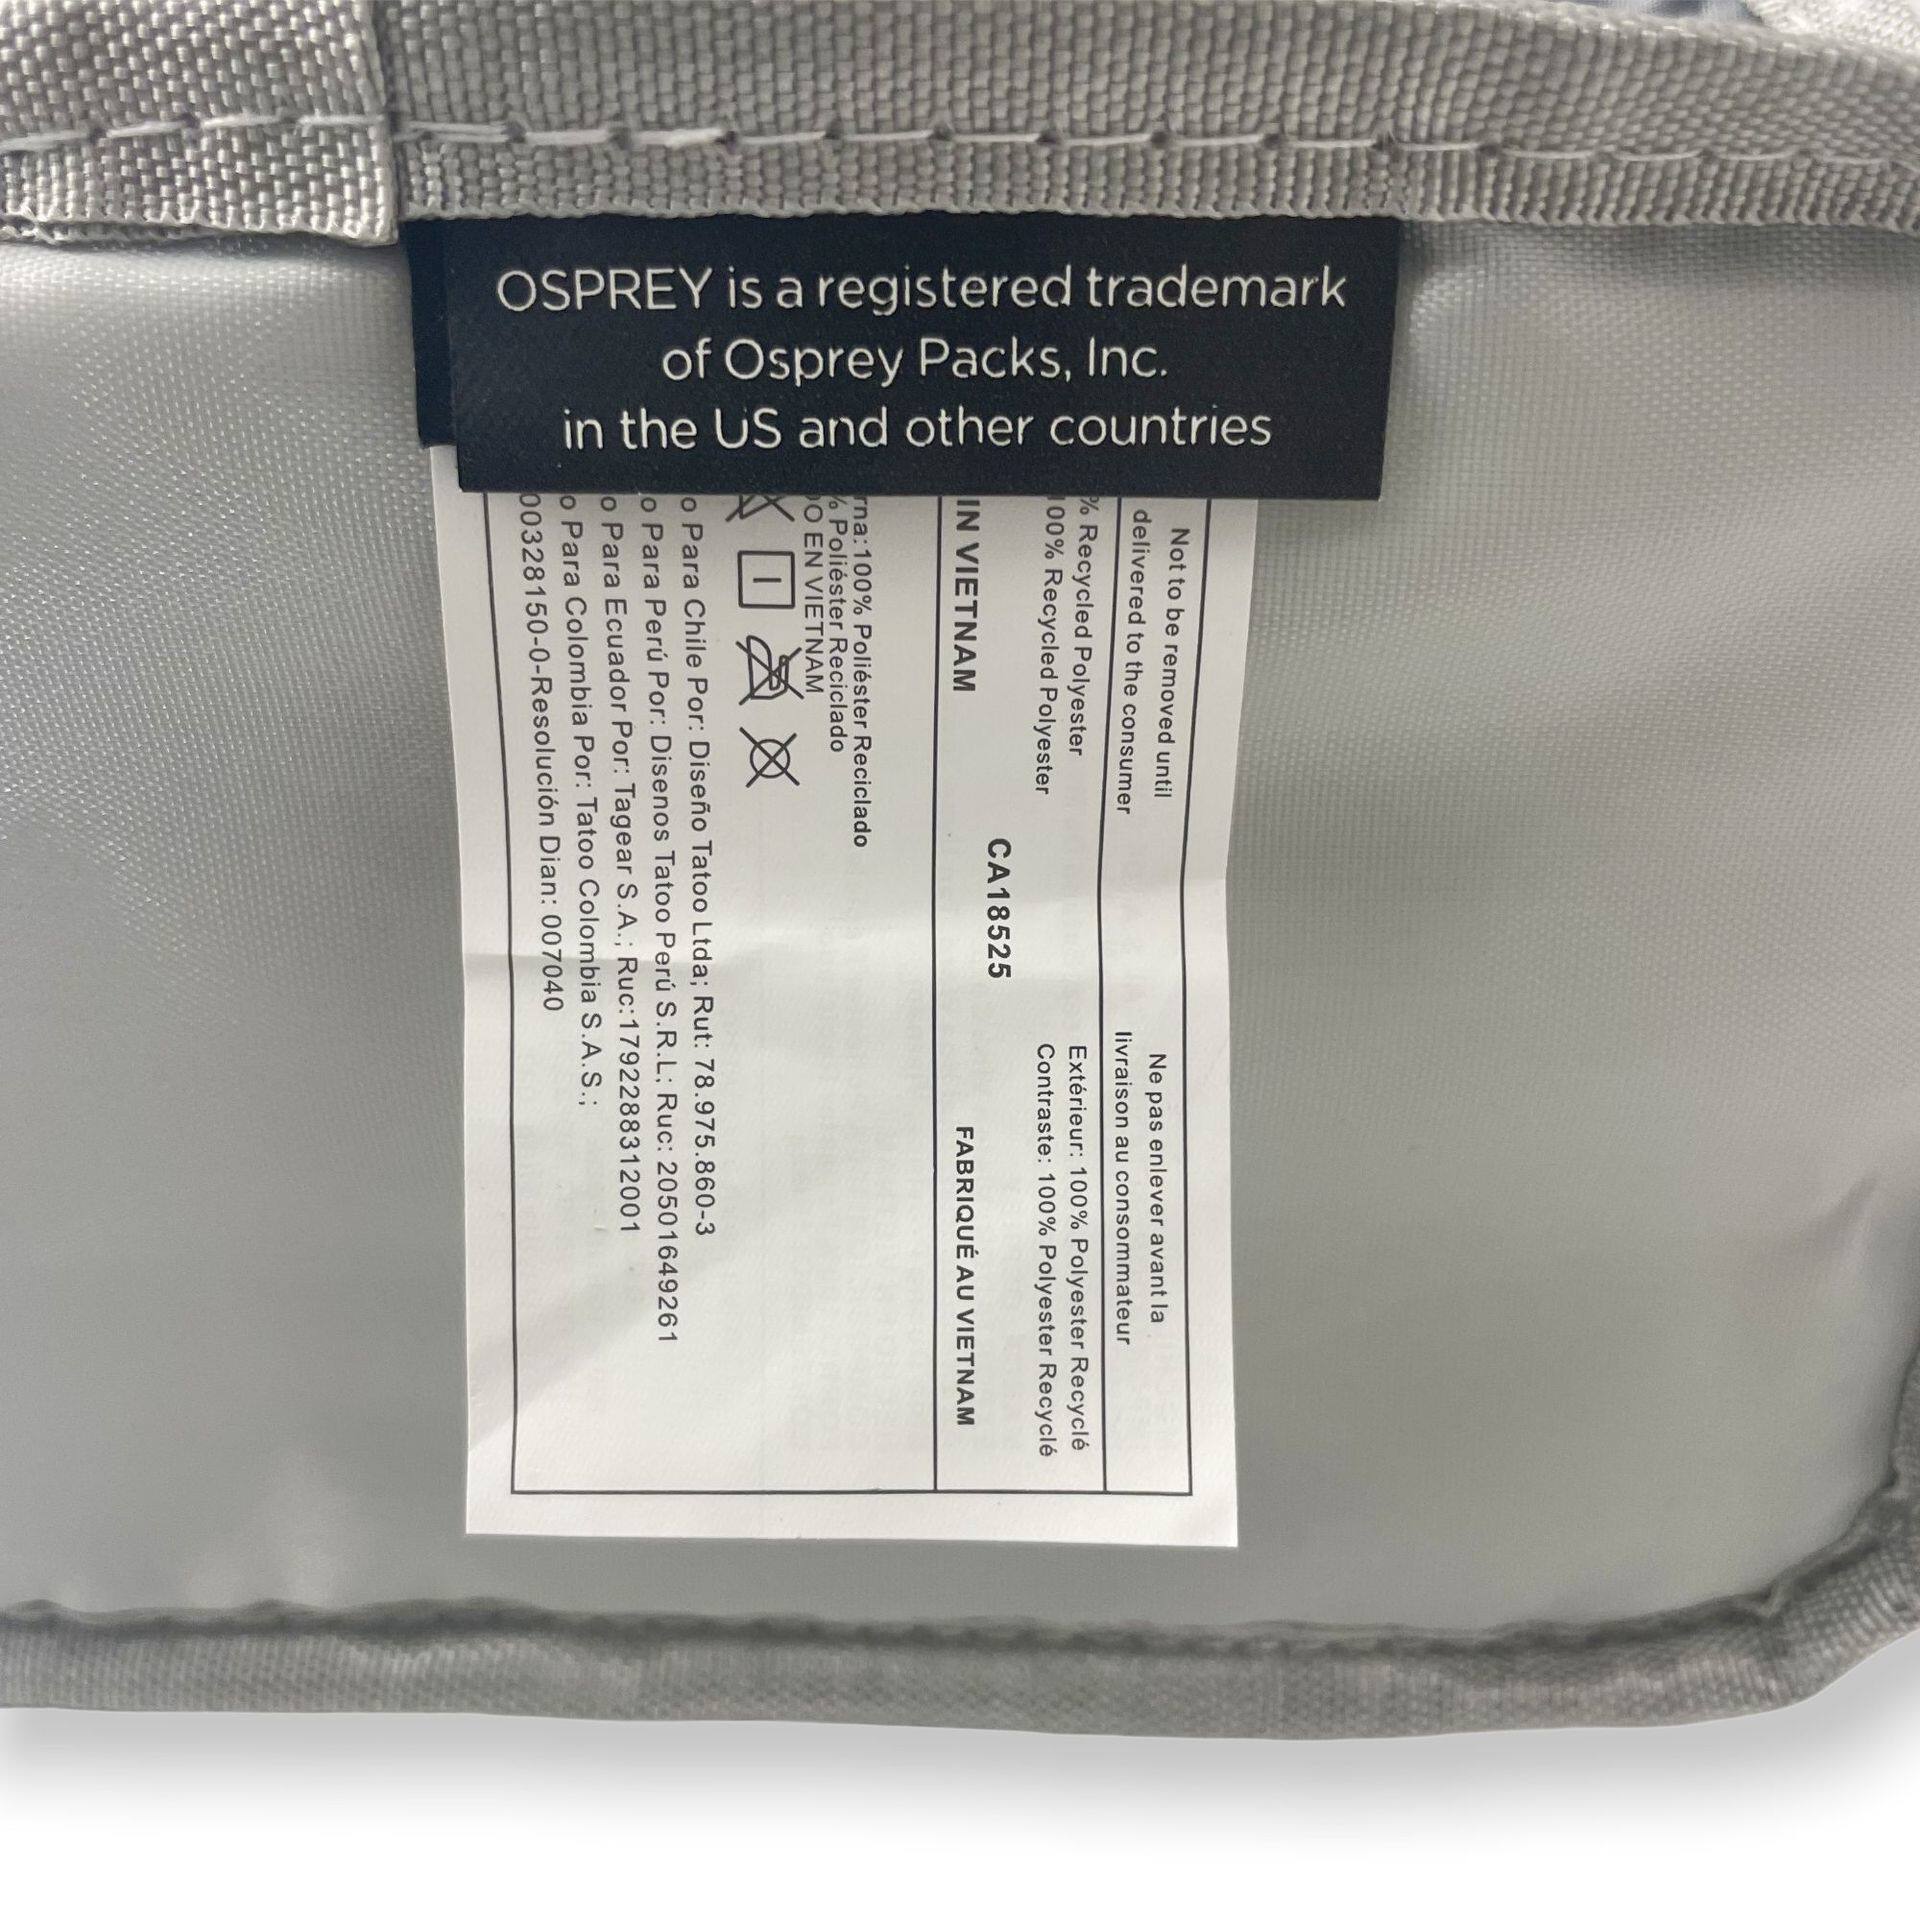 OSPREY is a registered trademark
of Osprey Packs, Inc.
in the US and other countries
Not to be removed until
delivered to the consumer
Ne pas enlever avant la
livraison au consommateur
% Recycled Polyester
100% Recycled Polyester
Extérieur: 100% Polyester Recyclé
Contraste: 100% Polyester Recyclé
CA18525
IN VIETNAM
FABRIQUÉ AU VIETNAM
rna:100% Poliéster Reciclado
% Poliéster Reciclado
DO EN VIETNAM
o Para Chile Por: Diseño Tatoo Ltda; Rut: 78.975.860-3
o Para Perú Por: Disenos Tatoo Perú S.R.L; Ruc: 20501649261
o Para Ecuador Por: Tagear S.A.; Ruc:1792288312001
o Para Colombia Por: Tatoo Colombia S.A.S.;
00328150-0-Resolución Dian: 007040